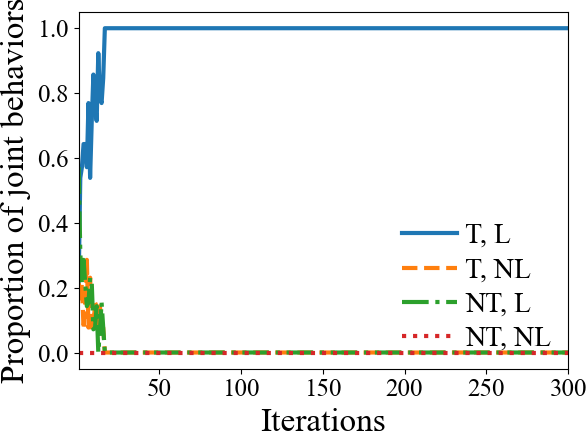 Proportion of joint behaviors
1.0
0.8
0.6
0.4
0.2
0.0
T, L
T, NL
NT, L
NT, NL
50 100 150 200 250 300
Iterations